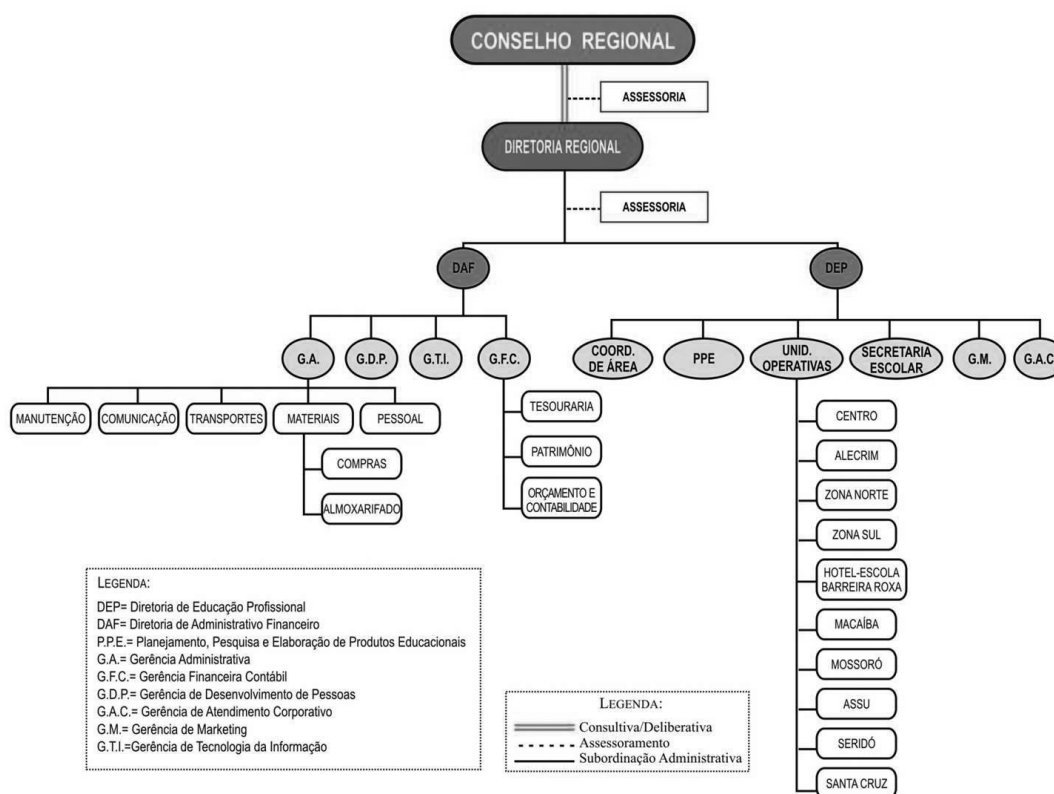 CONSELHO REGIONAL
ASSESSORIA
DIRETORIA REGIONAL
ASSESSORIA
DAF
DEP
G.A.
G.D.P.
G.T.I.
G.F.C.
COORD.
DE ÁREA
PPE
UNID.
OPERATIVAS
SECRETARIA
ESCOLAR
G.M.
G.A.C
MANUTENÇÃO
COMUNICAÇÃO
TRANSPORTES
MATERIAIS
PESSOAL
COMPRAS
ALMOXARIFADO
TESOURARIA
PATRIMÔNIO
ORÇAMENTO E
CONTABILIDADE
CENTRO
ALECRIM
ZONA NORTE
ZONA SUL
HOTEL-ESCOLA
BARREIRA ROXA
MACAÍBA
MOSSORÓ
ASSU
SERIDÓ
SANTA CRUZ
LEGENDA:
DEP= Diretoria de Educação Profissional
DAF= Diretoria de Administrativo Financeiro
P.P.E.= Planejamento, Pesquisa e Elaboração de Produtos Educacionais
G.A.= Gerência Administrativa
G.F.C.= Gerência Financeira Contábil
G.D.P.= Gerência de Desenvolvimento de Pessoas
G.A.C.= Gerência de Atendimento Corporativo
G.M.= Gerência de Marketing
G.T.I.=Gerência de Tecnologia da Informação
LEGENDA:
Consultiva/Deliberativa
Assessoramento
Subordinação Administrativa